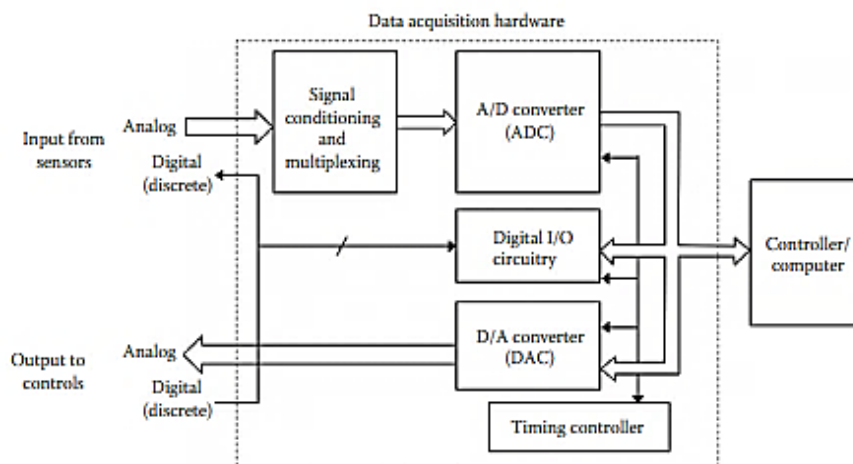 Data acquisition hardware
Signal
conditioning
and
multiplexing
A/D converter
(ADC)
Input from
sensors
Analog
Digital
(discrete)
Digital I/O
circuitry
Controller/
computer
D/A converter
(DAC)
Output to
controls
Analog
Digital
(discrete)
Timing controller